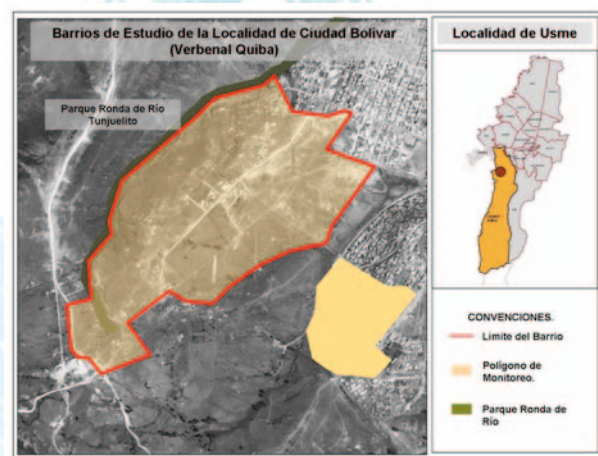 Barrios de Estudio de la Localidad de Ciudad Bolívar
(Verbenal Quiba)
Parque Ronda de Río
Tunjuelito
Localidad de Usme
CONVENCIONES.
Limite del Barrio
Polígono de
Monitoreo.
Parque Ronda de
Río